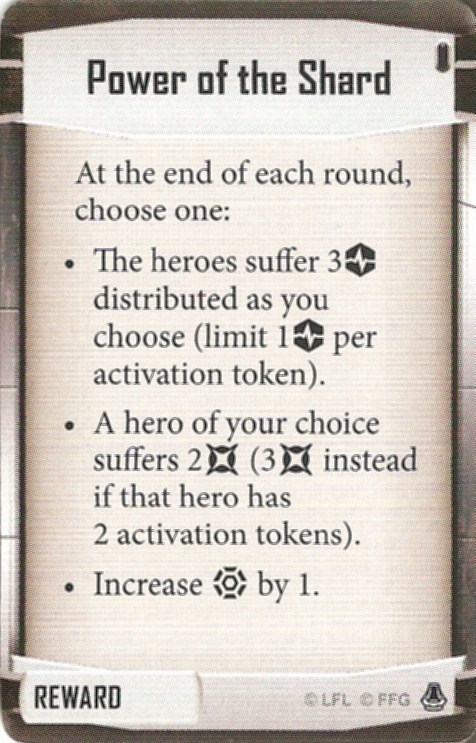 Power of the Shard
At the end of each round,
choose one:
• The heroes suffer 3
distributed as you
choose (limit 1 per
activation token).
• A hero of your choice
suffers 2 (3 instead
if that hero has
2 activation tokens).
• Increase by 1.
REWARD
© LFL © FFG